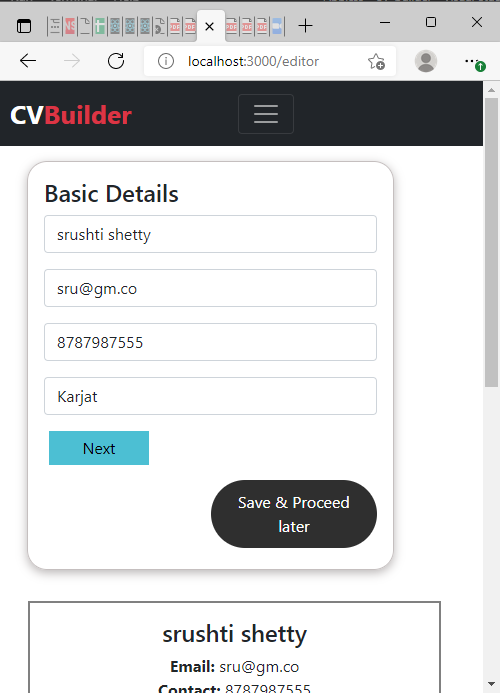 localhost:3000/editor
CVBuilder
Basic Details
srushti shetty
sru@gm.co
8787987555
Karjat
Next
Save & Proceed
later
srushti shetty
Email: sru@gm.co
Contact: 8787987555